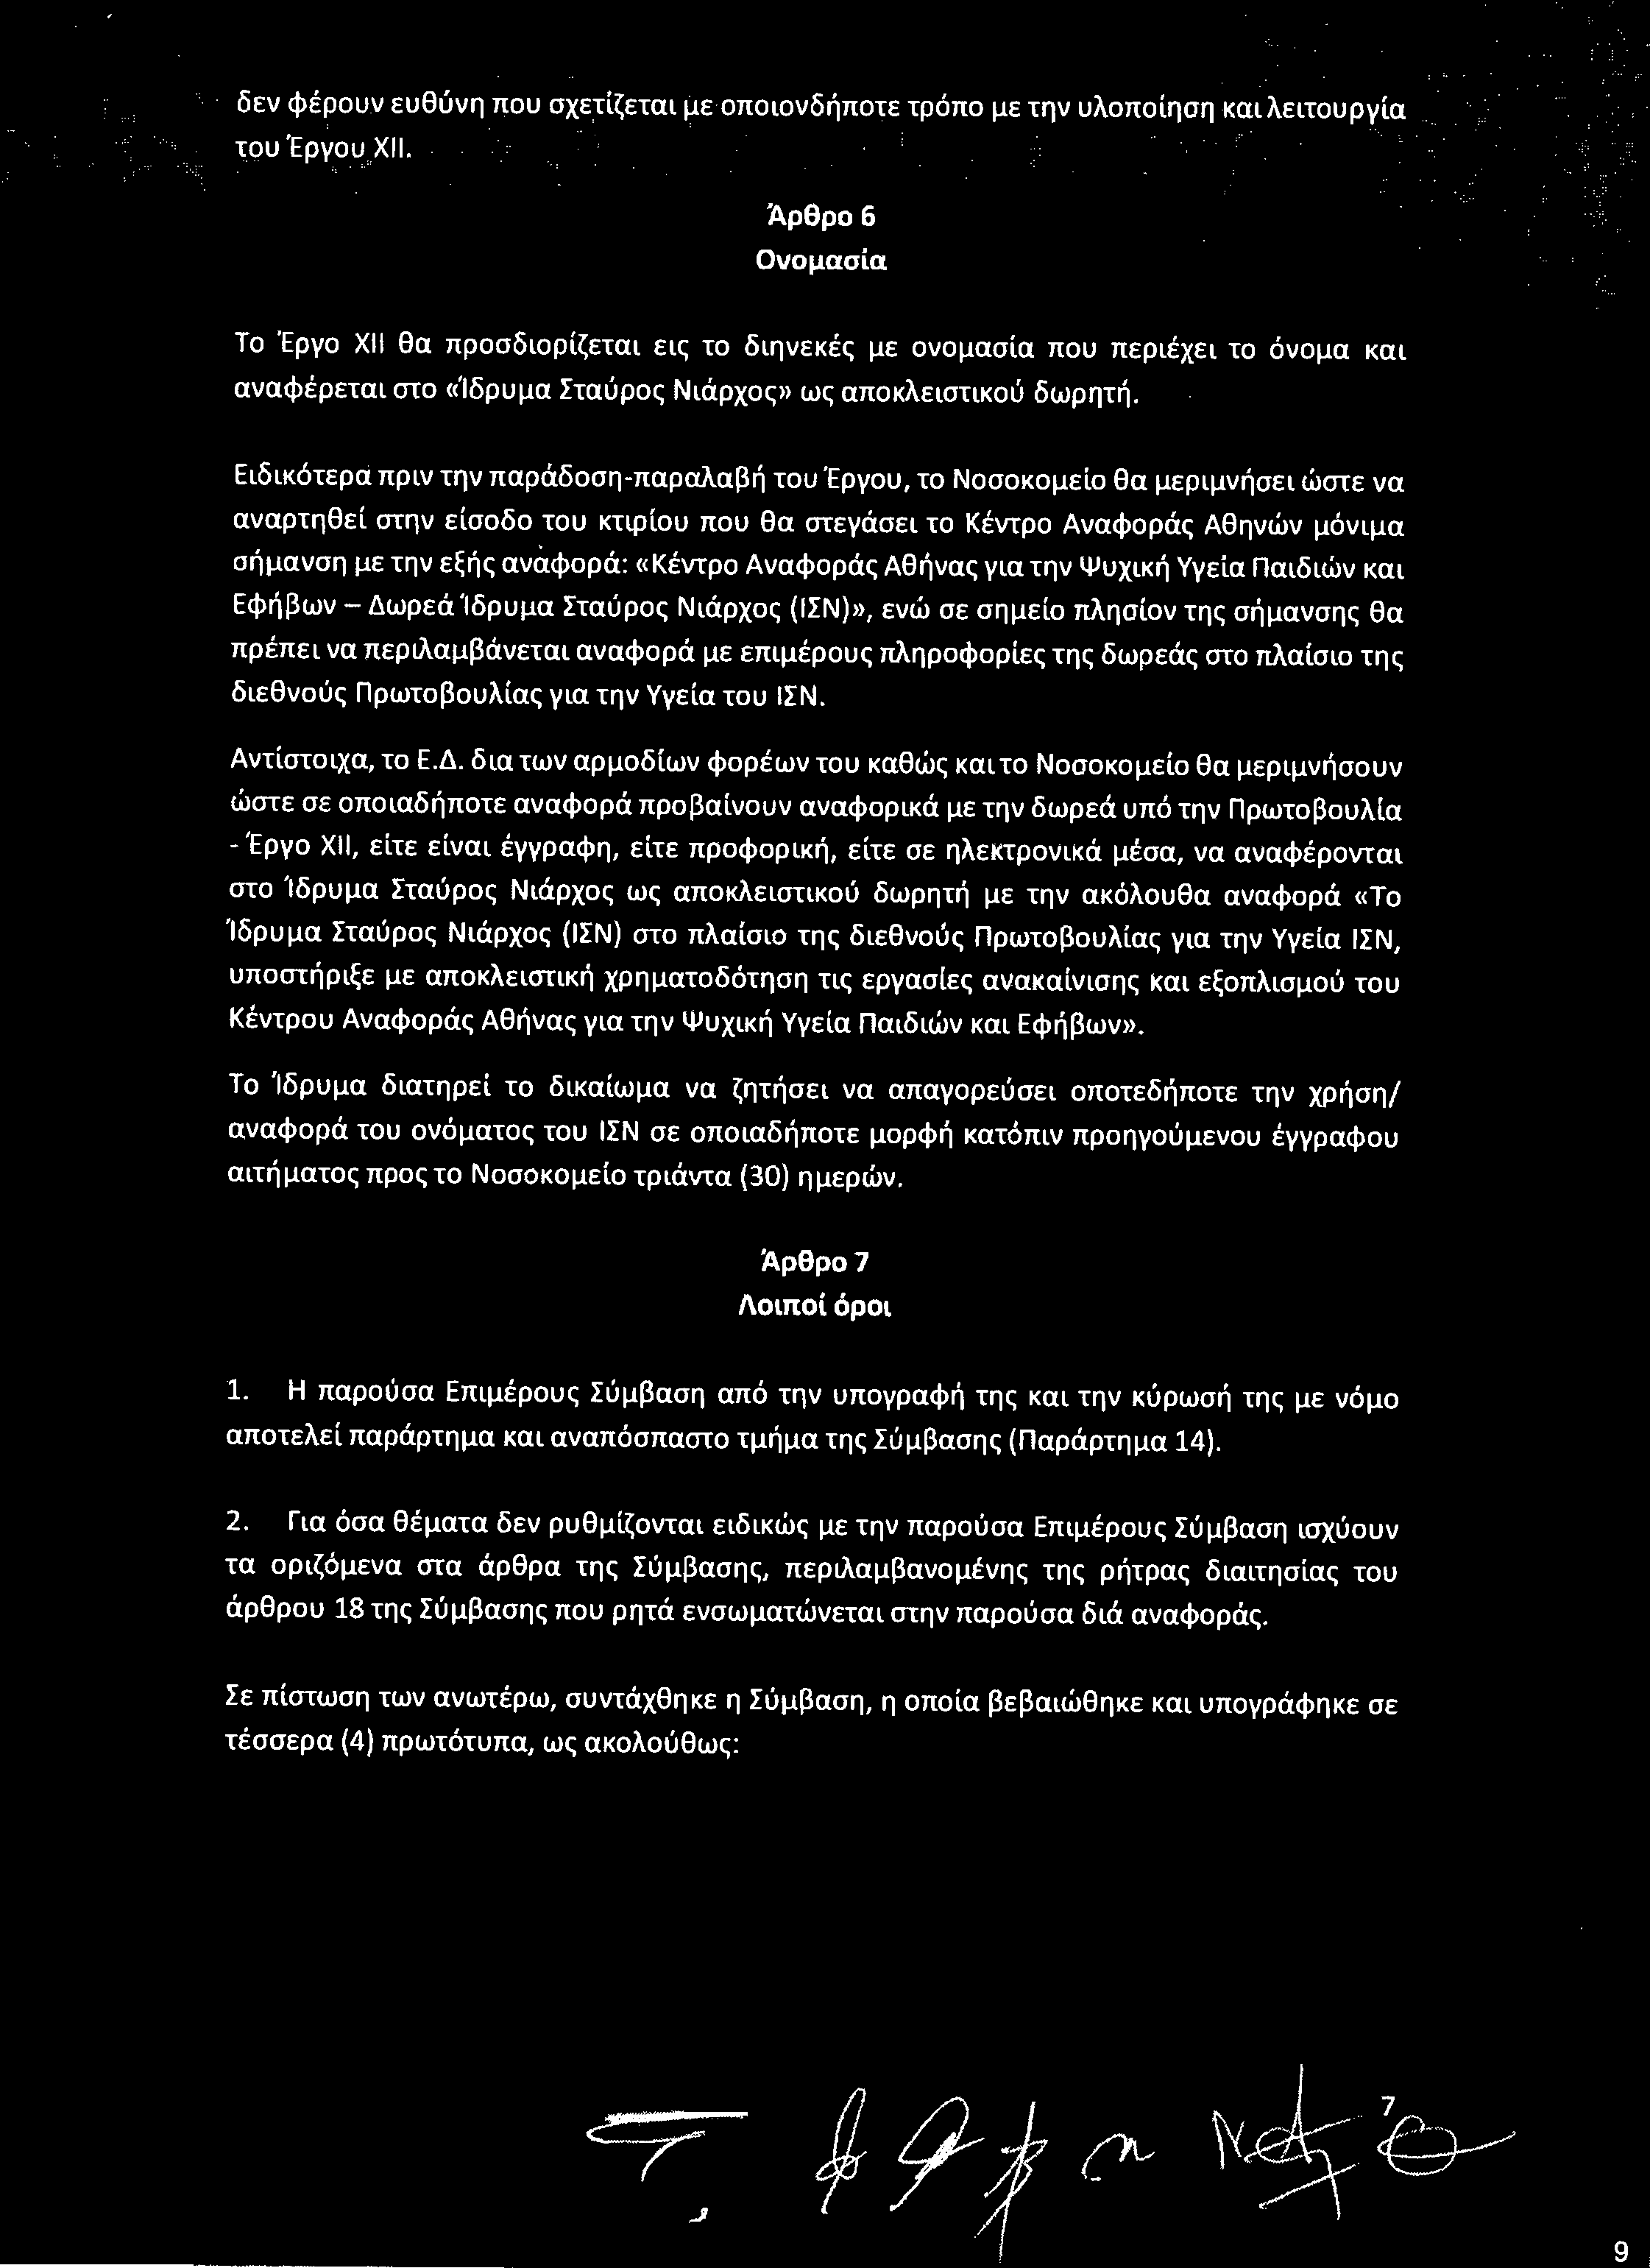 δεν φέρουν ευθύνη που σχετίζεται με οποιονδήποτε τρόπο με την υλοποίηση και λειτουργία
του Έργου XII.
Άρθρο 6
Ονομασία
Το Έργο XII θα προσδιορίζεται εις το διηνεκές με ονομασία που περιέχει το όνομα και
αναφέρεται στο «Ίδρυμα Σταύρος Νιάρχος» ως αποκλειστικού δωρητή.
Ειδικότερα πριν την παράδοση-παραλαβή του Έργου, το Νοσοκομείο θα μεριμνήσει ώστε να
αναρτηθεί στην είσοδο του κτιρίου που θα στεγάσει το Κέντρο Αναφοράς Αθηνών μόνιμα
σήμανση με την εξής αναφορά: «Κέντρο Αναφοράς Αθήνας για την Ψυχική Υγεία Παιδιών και
Εφήβων – Δωρεά Ίδρυμα Σταύρος Νιάρχος (ΙΣΝ)», ενώ σε σημείο πλησίον της σήμανσης θα
πρέπει να περιλαμβάνεται αναφορά με επιμέρους πληροφορίες της δωρεάς στο πλαίσιο της
διεθνούς Πρωτοβουλίας για την Υγεία του ΙΣΝ.
Αντίστοιχα, το Ε.Δ. δια των αρμοδίων φορέων του καθώς και το Νοσοκομείο θα μεριμνήσουν
ώστε σε οποιαδήποτε αναφορά προβαίνουν αναφορικά με την δωρεά υπό την Πρωτοβουλία
- Έργο XII, είτε είναι έγγραφη, είτε προφορική, είτε σε ηλεκτρονικά μέσα, να αναφέρονται
στο Ίδρυμα Σταύρος Νιάρχος ως αποκλειστικού δωρητή με την ακόλουθα αναφορά «Το
Ίδρυμα Σταύρος Νιάρχος (ΙΣΝ) στο πλαίσιο της διεθνούς Πρωτοβουλίας για την Υγεία ΙΣΝ,
υποστήριξε με αποκλειστική χρηματοδότηση τις εργασίες ανακαίνισης και εξοπλισμού του
Κέντρου Αναφοράς Αθήνας για την Ψυχική Υγεία Παιδιών και Εφήβων».
Το Ίδρυμα διατηρεί το δικαίωμα να ζητήσει να απαγορεύσει οποτεδήποτε την χρήση/
αναφορά του ονόματος του ΙΣΝ σε οποιαδήποτε μορφή κατόπιν προηγούμενου έγγραφου
αιτήματος προς το Νοσοκομείο τριάντα (30) ημερών.
Άρθρο 7
Λοιποί όροι
1. Η παρούσα Επιμέρους Σύμβαση από την υπογραφή της και την κύρωσή της με νόμο
αποτελεί παράρτημα και αναπόσπαστο τμήμα της Σύμβασης (Παράρτημα 14).
2. Για όσα θέματα δεν ρυθμίζονται ειδικώς με την παρούσα Επιμέρους Σύμβαση ισχύουν
τα οριζόμενα στα άρθρα της Σύμβασης, περιλαμβανομένης της ρήτρας διαιτησίας του
άρθρου 18 της Σύμβασης που ρητά ενσωματώνεται στην παρούσα διά αναφοράς.
Σε πίστωση των ανωτέρω, συντάχθηκε η Σύμβαση, η οποία βεβαιώθηκε και υπογράφηκε σε
τέσσερα (4) πρωτότυπα, ως ακολούθως:
7
9